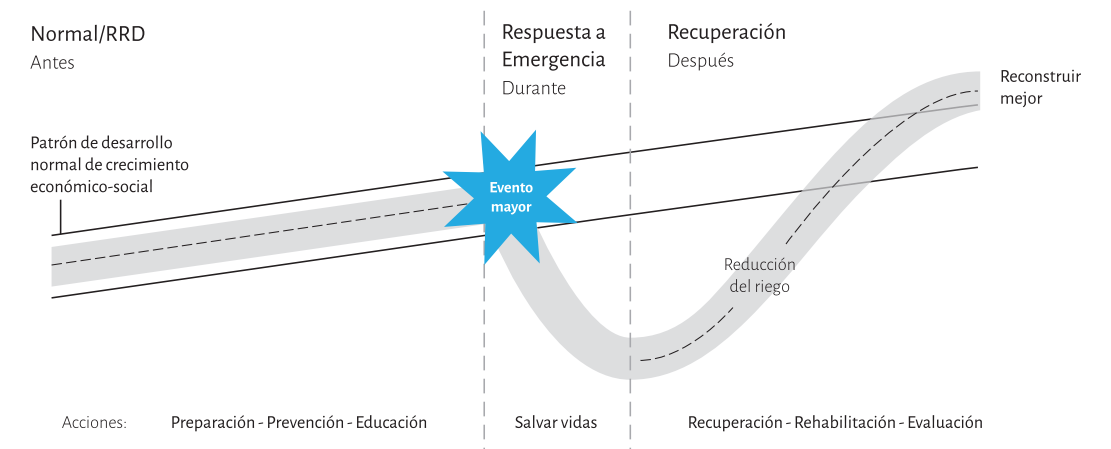 Normal/RRD
Antes
Respuesta a
Emergencia
Durante
Recuperación
Después
Reconstruir
mejor
Patrón de desarrollo
normal de crecimiento
económico-social
Evento
mayor
Reducción
del riego
Acciones:
Preparación - Prevención - Educación
Salvar vidas
Recuperación - Rehabilitación - Evaluación